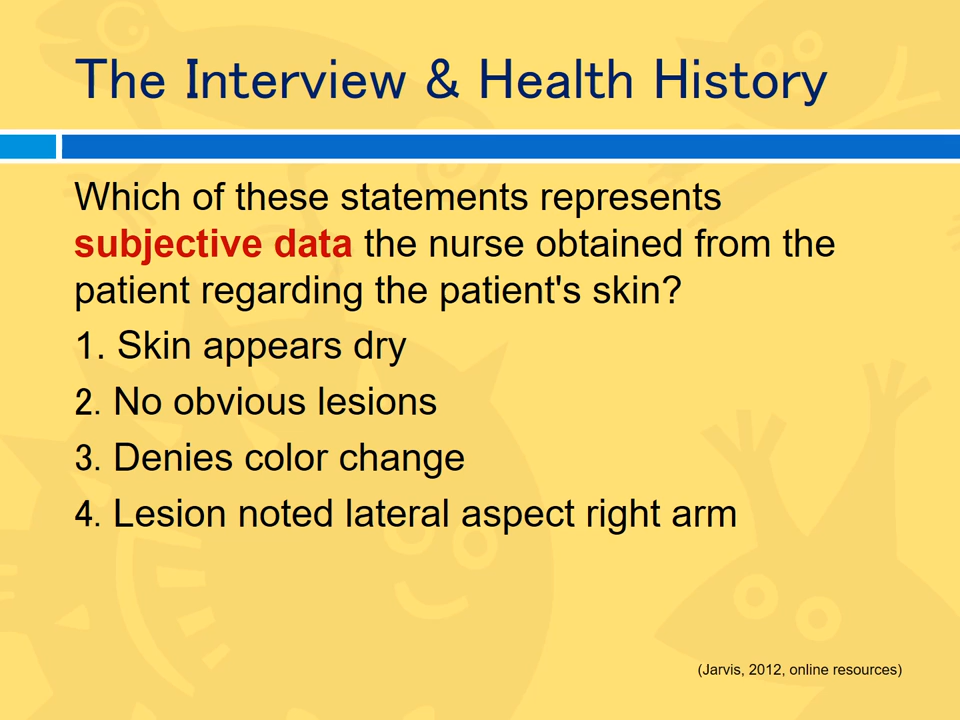 The Interview & Health History
Which of these statements represents
subjective data the nurse obtained from the
patient regarding the patient's skin?
1. Skin appears dry
2. No obvious lesions
3. Denies color change
4. Lesion noted lateral aspect right arm
(Jarvis, 2012, online resources)